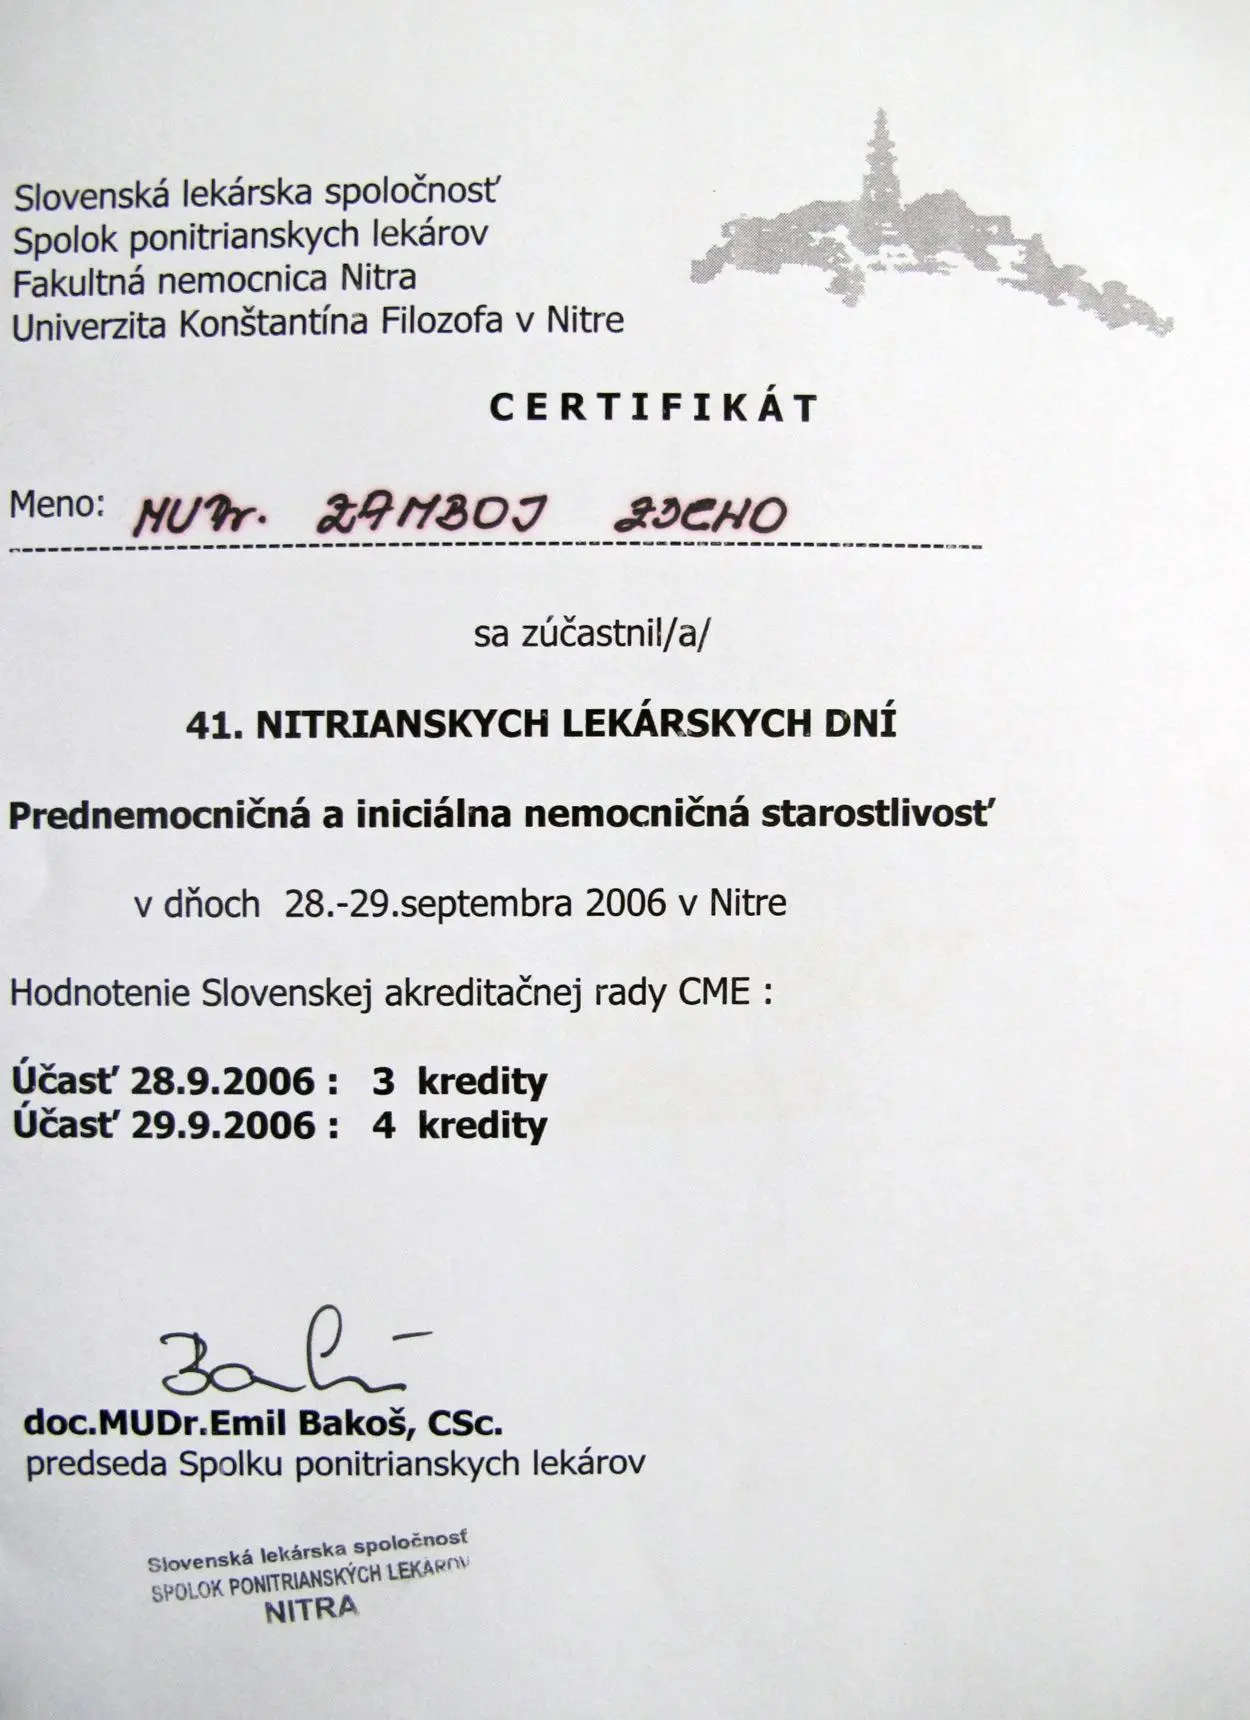 Slovenská lekárska spoločnosť
Spolok ponitrianskych lekárov
Fakultná nemocnica Nitra
Univerzita Konštantína Filozofa v Nitre
CERTIFIKÁT
Meno: MUDr. ZAMBOJ
sa zúčastnil/a/
41. NITRIANSKYCH LEKÁRSKYCH DNÍ
Prednemocničná a iniciálna nemocničná starostlivosť
v dňoch 28.-29.septembra 2006 v Nitre
Hodnotenie Slovenskej akreditačnej rady CME :
Účasť 28.9.2006 : 3 kredity
Účasť 29.9.2006 : 4 kredity
doc.MUDr.Emil Bakoš, CSc.
predseda Spolku ponitrianskych lekárov
Slovenská lekárska spoločnosť
SPOLOK PONITRIANSKÝCH LEKÁROV
NITRA